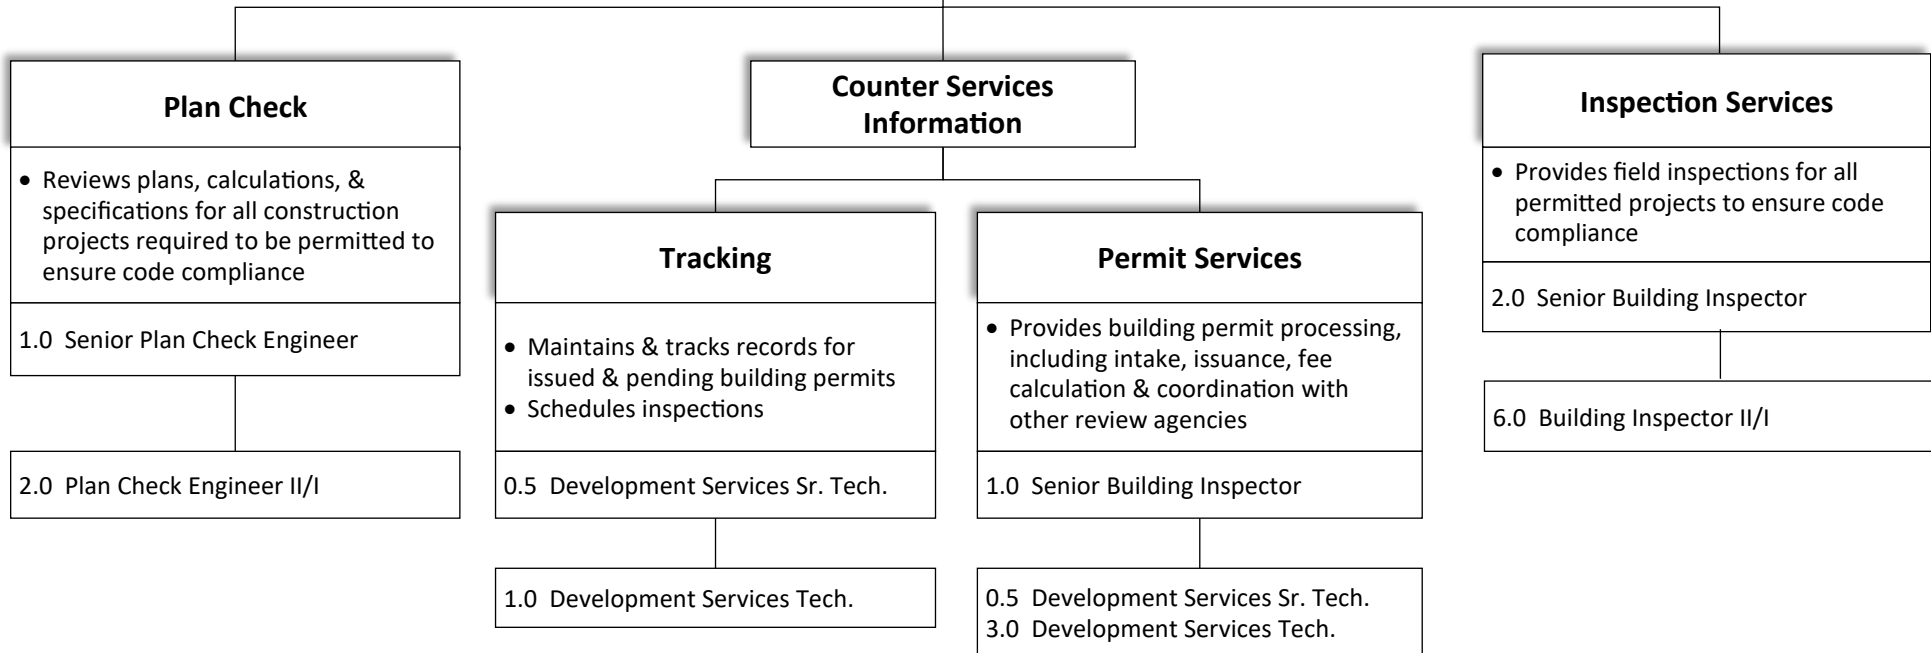 Plan Check
• Reviews plans, calculations, &
specifications for all construction
projects required to be permitted to
ensure code compliance
1.0 Senior Plan Check Engineer
2.0 Plan Check Engineer II/I
Counter Services
Information
Tracking
• Maintains & tracks records for
issued & pending building permits
• Schedules inspections
0.5 Development Services Sr. Tech.
1.0 Development Services Tech.
Permit Services
• Provides building permit processing,
including intake, issuance, fee
calculation & coordination with
other review agencies
1.0 Senior Building Inspector
0.5 Development Services Sr. Tech.
3.0 Development Services Tech.
Inspection Services
• Provides field inspections for all
permitted projects to ensure code
compliance
2.0 Senior Building Inspector
6.0 Building Inspector II/I